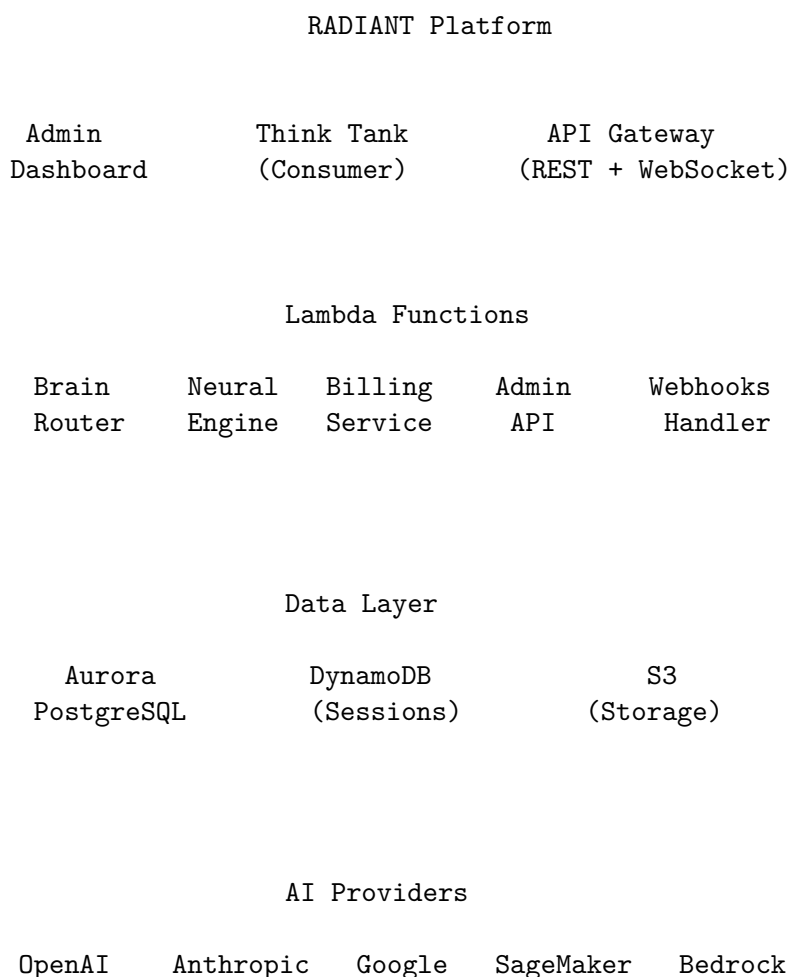 RADIANT Platform
Admin Think Tank API Gateway
Dashboard (Consumer) (REST + WebSocket)
Lambda Functions
Brain Neural Billing Admin Webhooks
Router Engine Service API Handler
Data Layer
Aurora DynamoDB S3
PostgreSQL (Sessions) (Storage)
AI Providers
OpenAI Anthropic Google SageMaker Bedrock